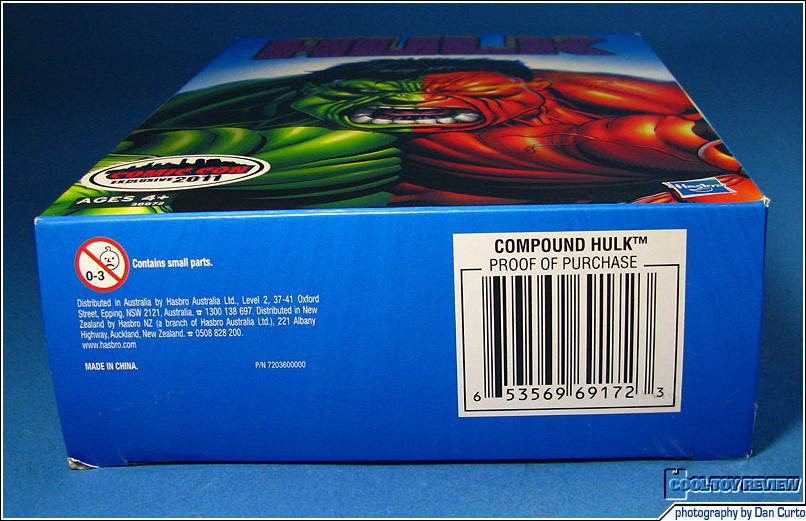 HULK
COMIC CON
EXCLUSIVE 2011
AGES 4+
Hasbro
0-3
Contains small parts.
Distributed in Australia by Hasbro Australia Ltd., Level 2, 37-41 Oxford
Street, Epping, NSW 2121, Australia. ☎ 1300 138 697. Distributed in New
Zealand by Hasbro NZ (a branch of Hasbro Australia Ltd.), 221 Albany
Highway, Auckland, New Zealand. ☎ 0508 828 200.
www.hasbro.com
MADE IN CHINA.
P/N 7203600000
COMPOUND HULK™
PROOF OF PURCHASE
6 53569 69172 3
COOL TOY REVIEW
photography by Dan Curto